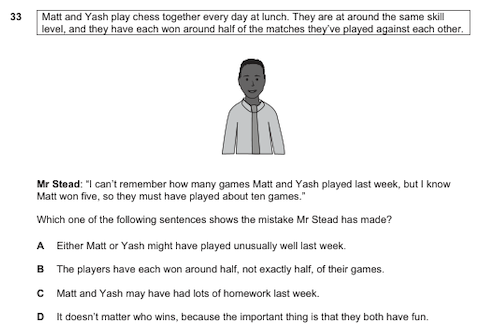 33 Matt and Yash play chess together every day at lunch. They are at around the same skill
level, and they have each won around half of the matches they've played against each other.
Mr Stead: "I can't remember how many games Matt and Yash played last week, but I know
Matt won five, so they must have played about ten games."
Which one of the following sentences shows the mistake Mr Stead has made?
A Either Matt or Yash might have played unusually well last week.
B The players have each won around half, not exactly half, of their games.
C Matt and Yash may have had lots of homework last week.
D It doesn't matter who wins, because the important thing is that they both have fun.